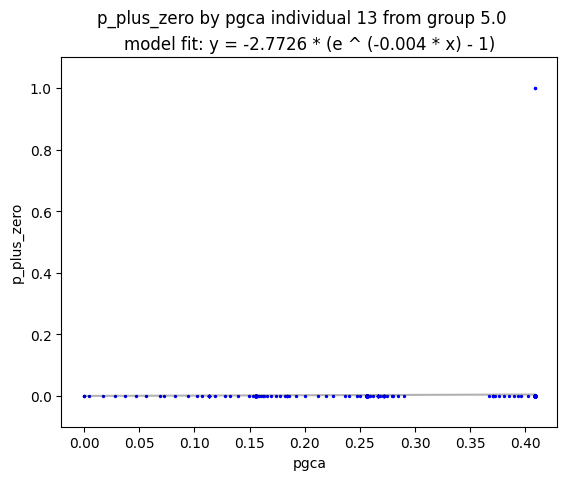 p_plus_zero by pgca individual 13 from group 5.0
model fit: y = -2.7726 * (e ^ (-0.004 * x) - 1)
1.0
0.8
0.6
0.4
0.2
0.0
p_plus_zero
0.00 0.05 0.10 0.15 0.20 0.25 0.30 0.35 0.40
pgca